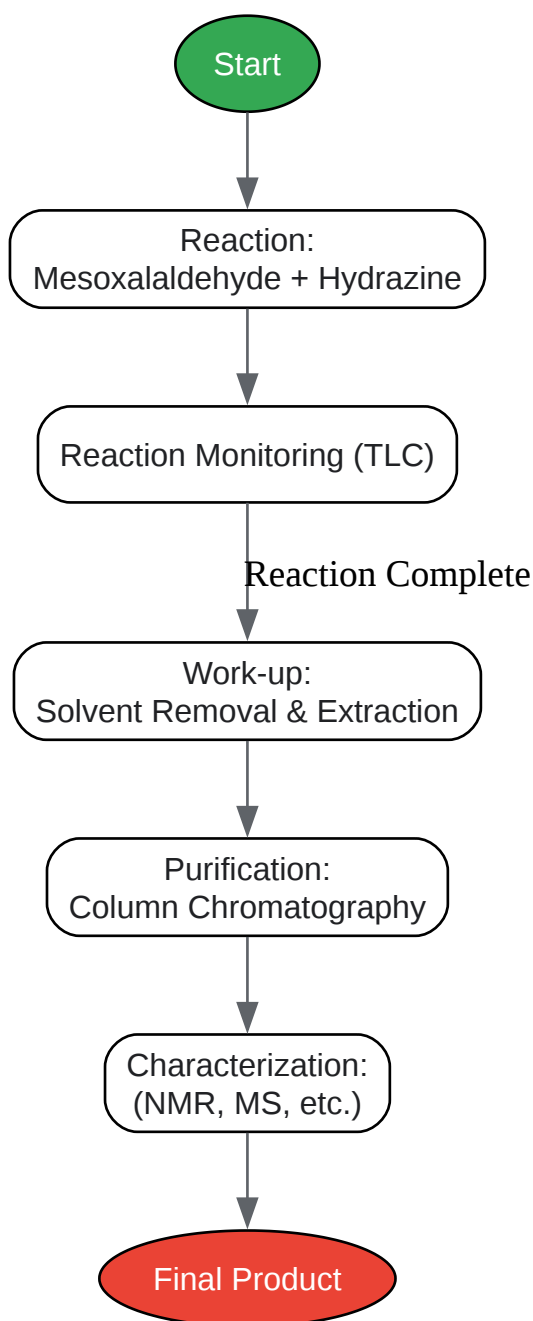 Start
Reaction:
Mesoxalaldehyde + Hydrazine
Reaction Monitoring (TLC)
Reaction Complete
Work-up:
Solvent Removal & Extraction
Purification:
Column Chromatography
Characterization:
(NMR, MS, etc.)
Final Product